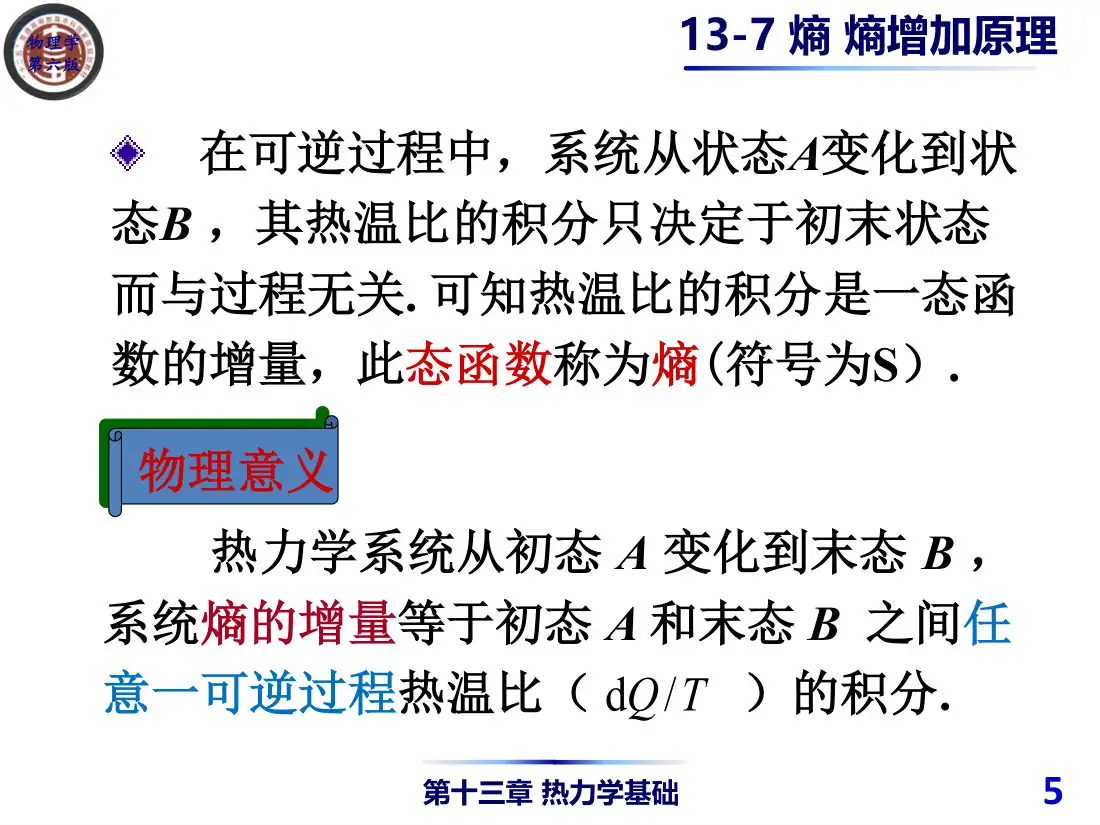 物理学
第六版
13-7 熵 熵增加原理
在可逆过程中，系统从状态A变化到状
态B ，其热温比的积分只决定于初末状态
而与过程无关. 可知热温比的积分是一态函
数的增量，此态函数称为熵(符号为S）.
物理意义
热力学系统从初态 A 变化到末态 B ，
系统熵的增量等于初态 A 和末态 B 之间任
意一可逆过程热温比（ dQ/T ）的积分.
第十三章 热力学基础
5